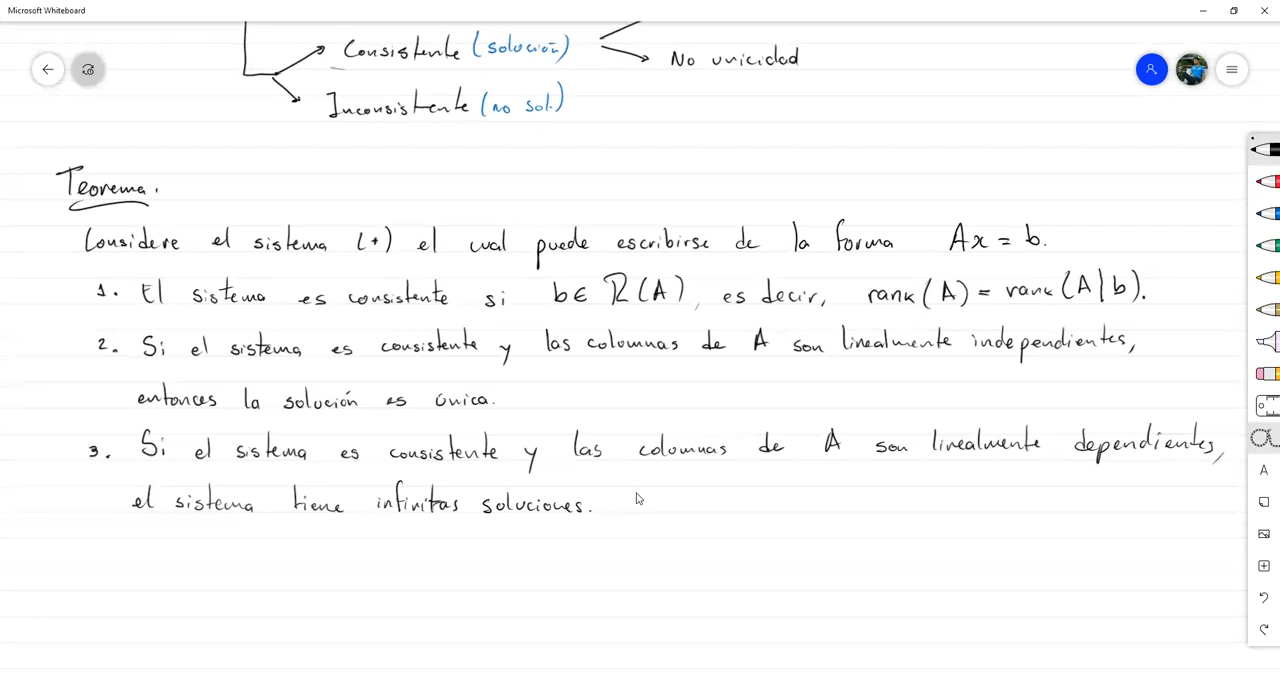 Microsoft Whiteboard
Consistente (solución)
No unicidad
Inconsistente (no sol.)
Teorema.
Considere el sistema (+) el cual puede escribirse de la forma Ax = b.
1. El sistema es consistente si b ∈ R(A), es decir, rank(A) = rank(A|b).
2. Si el sistema es consistente y las columnas de A son linealmente independientes,
entonces la solución es única.
3. Si el sistema es consistente y las columnas de A son linealmente dependientes,
el sistema tiene infinitas soluciones.